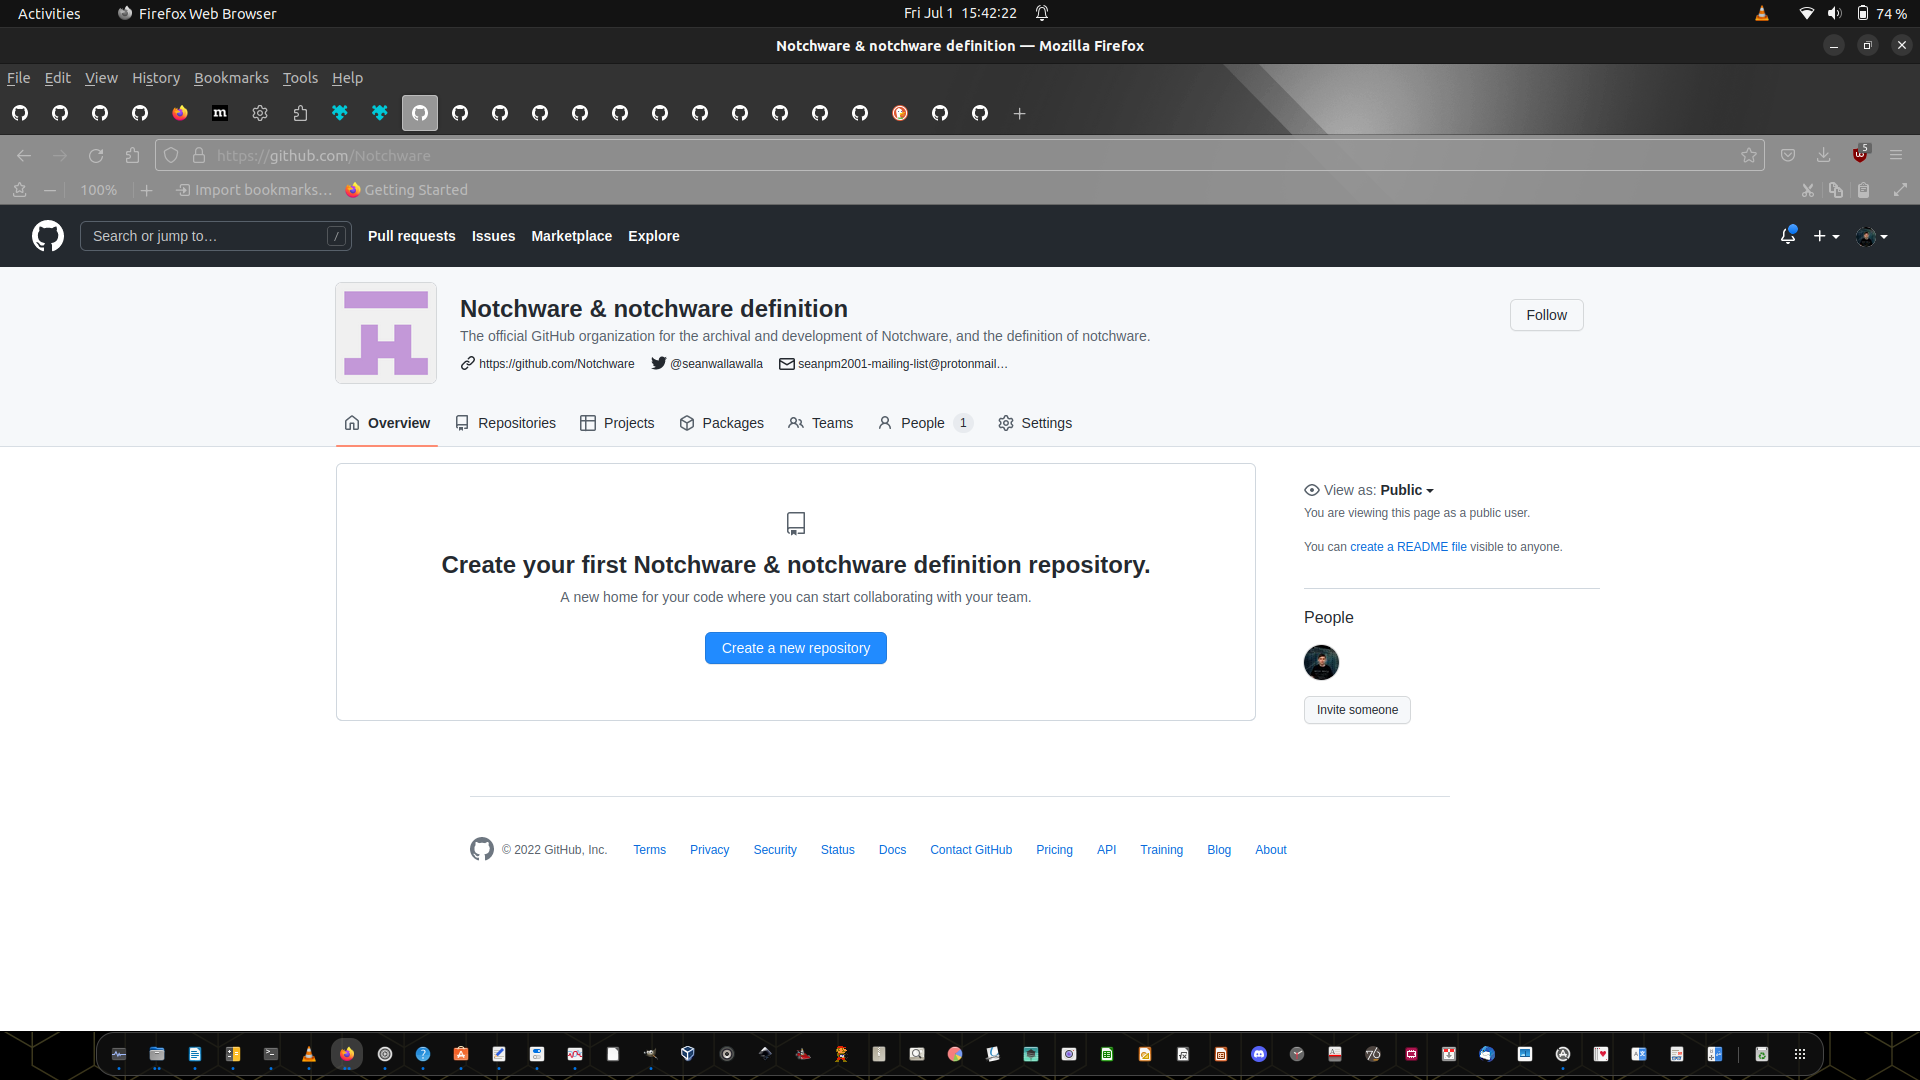 Activities Firefox Web Browser Fri Jul 1 15:42:22 74 %
Notchware & notchware definition — Mozilla Firefox
File Edit View History Bookmarks Tools Help
m
https://github.com/Notchware 5
100% Import bookmarks… Getting Started
Search or jump to… / Pull requests Issues Marketplace Explore
Notchware & notchware definition
The official GitHub organization for the archival and development of Notchware, and the definition of notchware.
https://github.com/Notchware @seanwallawalla seanpm2001-mailing-list@protonmail…
Follow
Overview Repositories Projects Packages Teams People 1 Settings
Create your first Notchware & notchware definition repository.
A new home for your code where you can start collaborating with your team.
Create a new repository
View as: Public
You are viewing this page as a public user.
You can create a README file visible to anyone.
People
Invite someone
© 2022 GitHub, Inc. Terms Privacy Security Status Docs Contact GitHub Pricing API Training Blog About